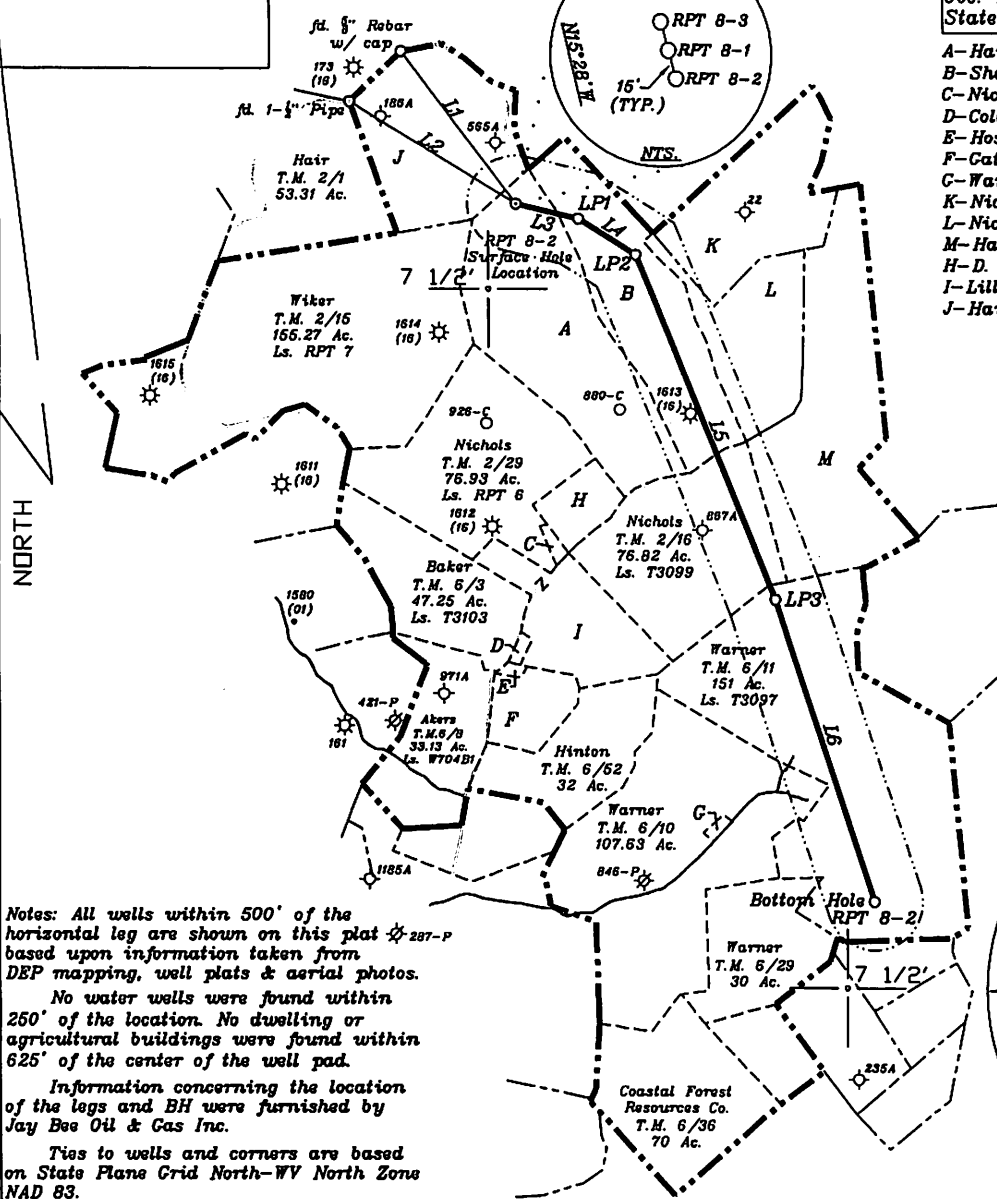 fd. ⅝" Rebar
w/ cap
173
(16)
fd. 1-½" Pipe
186A
L1
L2
565A
J
Hair
T.M. 2/1
53.31 Ac.
N15°28'W
RPT 8-3
RPT 8-1
RPT 8-2
15'
(TYP.)
NTS.
State
A-Ha
B-Sh
C-Nic
D-Col
E-Hos
F-Gai
G-Wa
K-Nic
L-Nic
M-Ha
H-D.
I-Lill
J-Ha
22
LP1
L3
LA
LP2
K
L
RPT 8-2
Surface Hole
Location
7 1/2'
B
A
Wiker
T.M. 2/15
155.27 Ac.
Ls. RPT 7
1614
(16)
1615
(16)
926-C
880-C
1613
(16)
L5
M
Nichols
T.M. 2/29
76.93 Ac.
Ls. RPT 6
1611
(16)
1612
(16)
H
C
Nichols
T.M. 2/16
76.82 Ac.
Ls. T3099
667A
NORTH
Baker
T.M. 6/3
47.25 Ac.
Ls. T3103
1580
(01)
N
I
LP3
D
E
F
971A
421-P
161
Akers
T.M.6/8
33.13 Ac.
Ls. W704B1
Warner
T.M. 6/11
151 Ac.
Ls. T3097
L6
Hinton
T.M. 6/52
32 Ac.
Warner
T.M. 6/10
107.63 Ac.
G
1185A
846-P
Bottom Hole
RPT 8-2
Warner
T.M. 6/29
30 Ac.
7 1/2'
235A
Coastal Forest
Resources Co.
T.M. 6/36
70 Ac.
287-P
Notes: All wells within 500' of the
horizontal leg are shown on this plat
based upon information taken from
DEP mapping, well plats & aerial photos.
No water wells were found within
250' of the location. No dwelling or
agricultural buildings were found within
625' of the center of the well pad.
Information concerning the location
of the legs and BH were furnished by
Jay Bee Oil & Gas Inc.
Ties to wells and corners are based
on State Plane Grid North-WV North Zone
NAD 83.